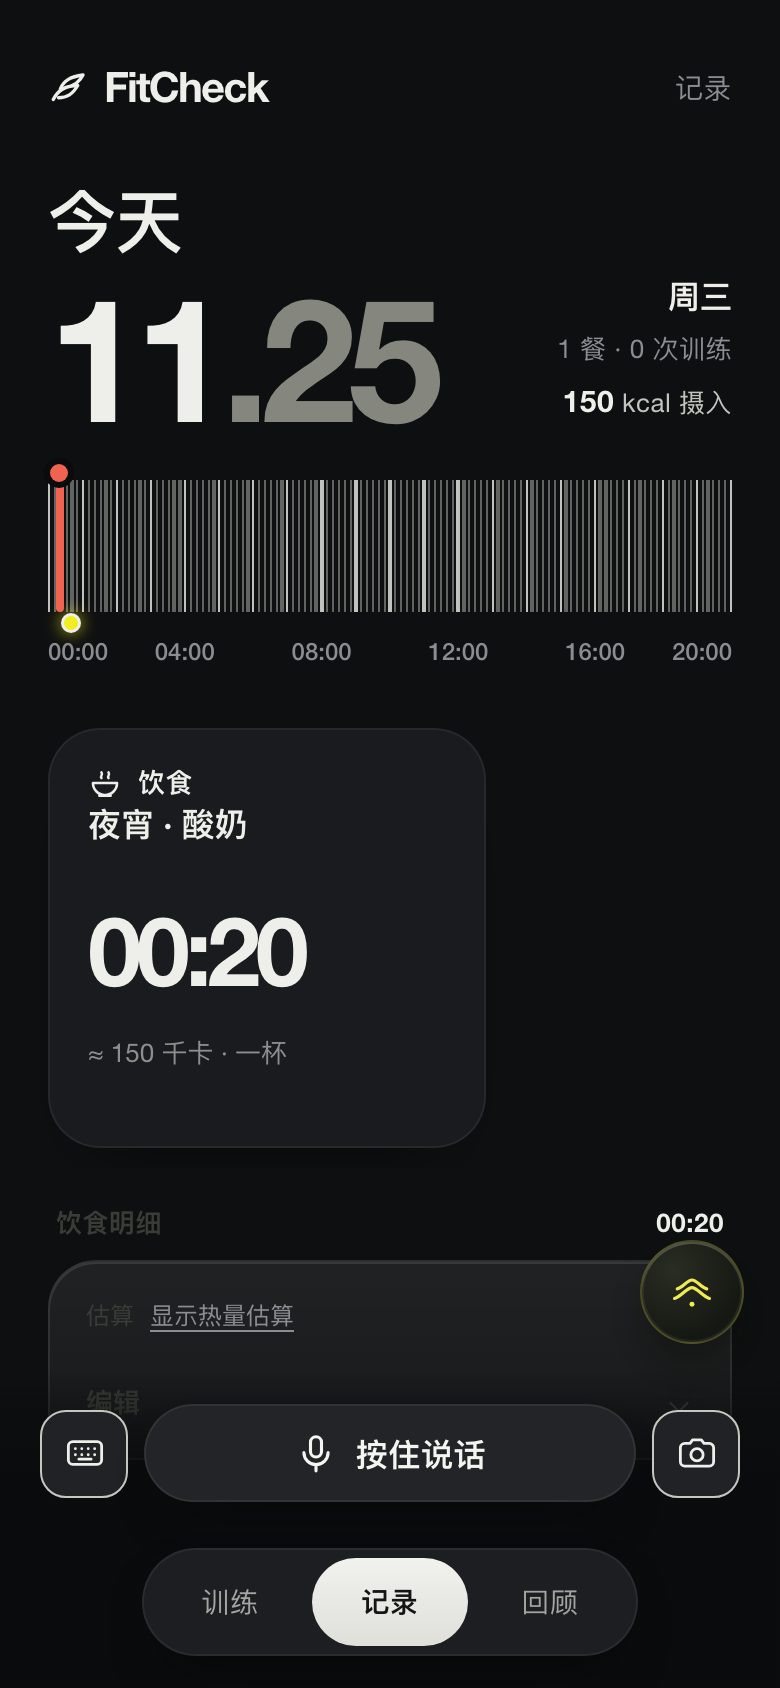 FitCheck
记录
今天
11.25
周三
1 餐 · 0 次训练
150 kcal 摄入
00:00 04:00 08:00 12:00 16:00 20:00
饮食
夜宵 · 酸奶
00:20
≈ 150 千卡 · 一杯
饮食明细
00:20
估算 显示热量估算
编辑
按住说话
训练 记录 回顾